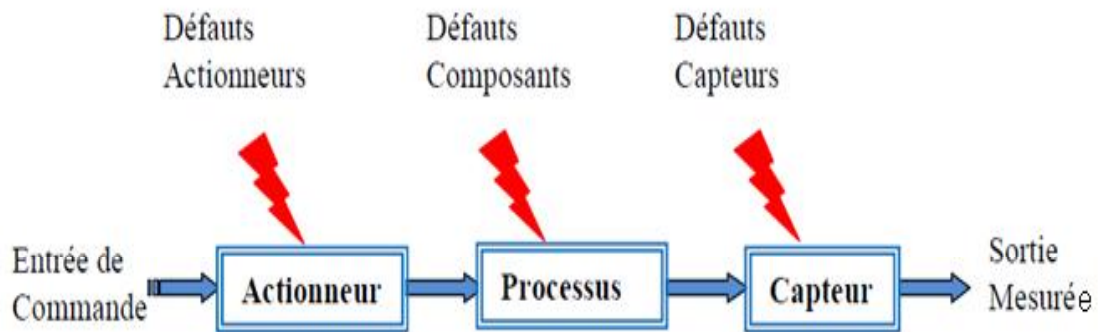 Défauts
Actionneurs
Défauts
Composants
Défauts
Capteurs
Entrée de
Commande
Actionneur
Processus
Capteur
Sortie
Mesurée